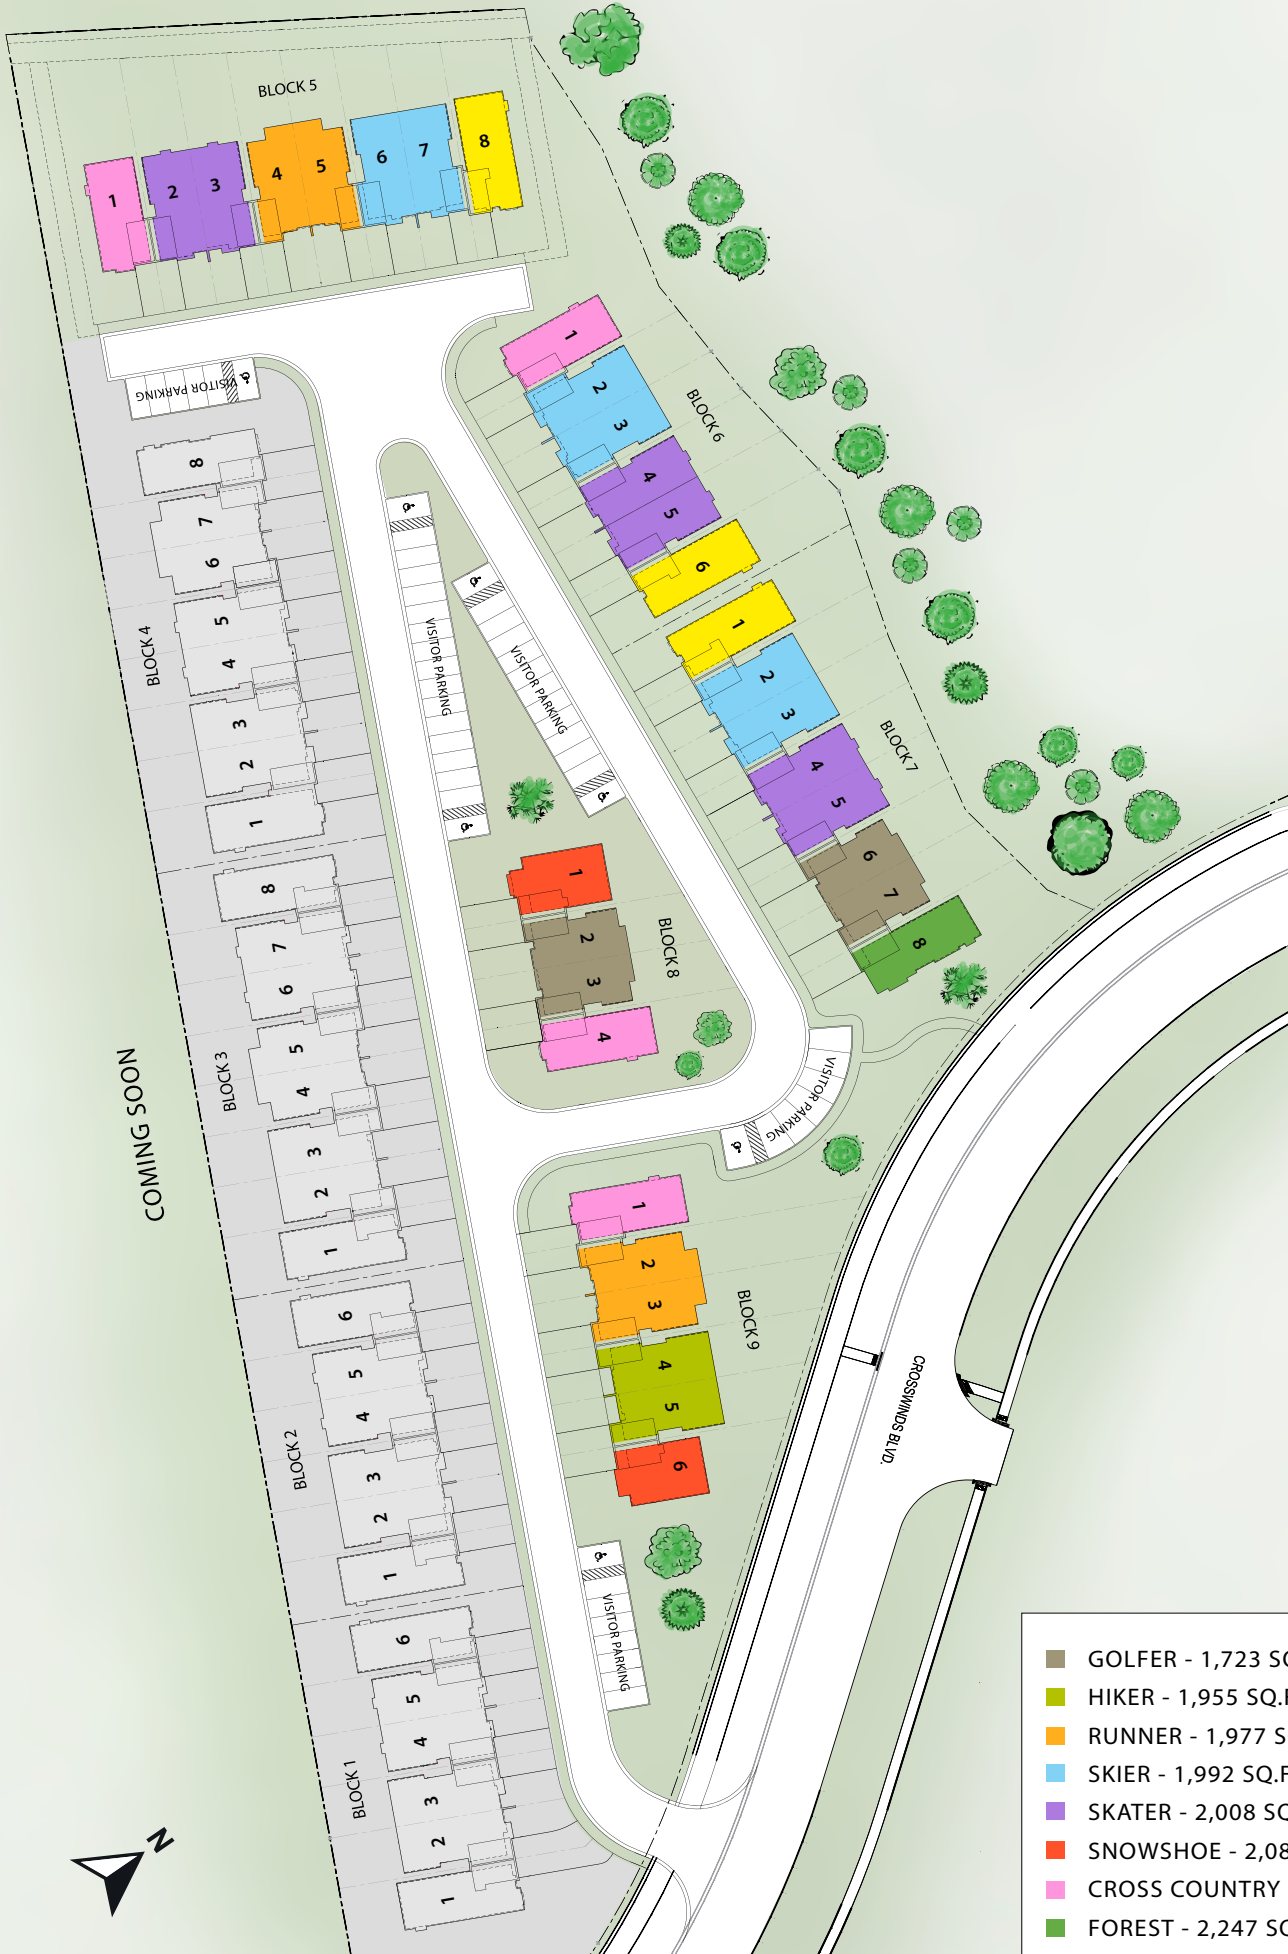 BLOCK 5
1 2 3 4 5 6 7 8
VISITOR PARKING
BLOCK 6
1
2
3
4
5
6
BLOCK 7
1
2
3
4
5
6
7
8
VISITOR PARKING
VISITOR PARKING
BLOCK 8
1
2
3
4
VISITOR PARKING
BLOCK 9
1
2
3
4
5
6
VISITOR PARKING
BLOCK 4
8
7
6
5
4
3
2
1
COMING SOON
BLOCK 3
8
7
6
5
4
3
2
1
BLOCK 2
6
5
4
3
2
1
BLOCK 1
6
5
4
3
2
1
CROSSWINDS BLVD.
N
GOLFER - 1,723 SQ
HIKER - 1,955 SQ.F
RUNNER - 1,977 S
SKIER - 1,992 SQ.F
SKATER - 2,008 SQ
SNOWSHOE - 2,08
CROSS COUNTRY
FOREST - 2,247 SQ